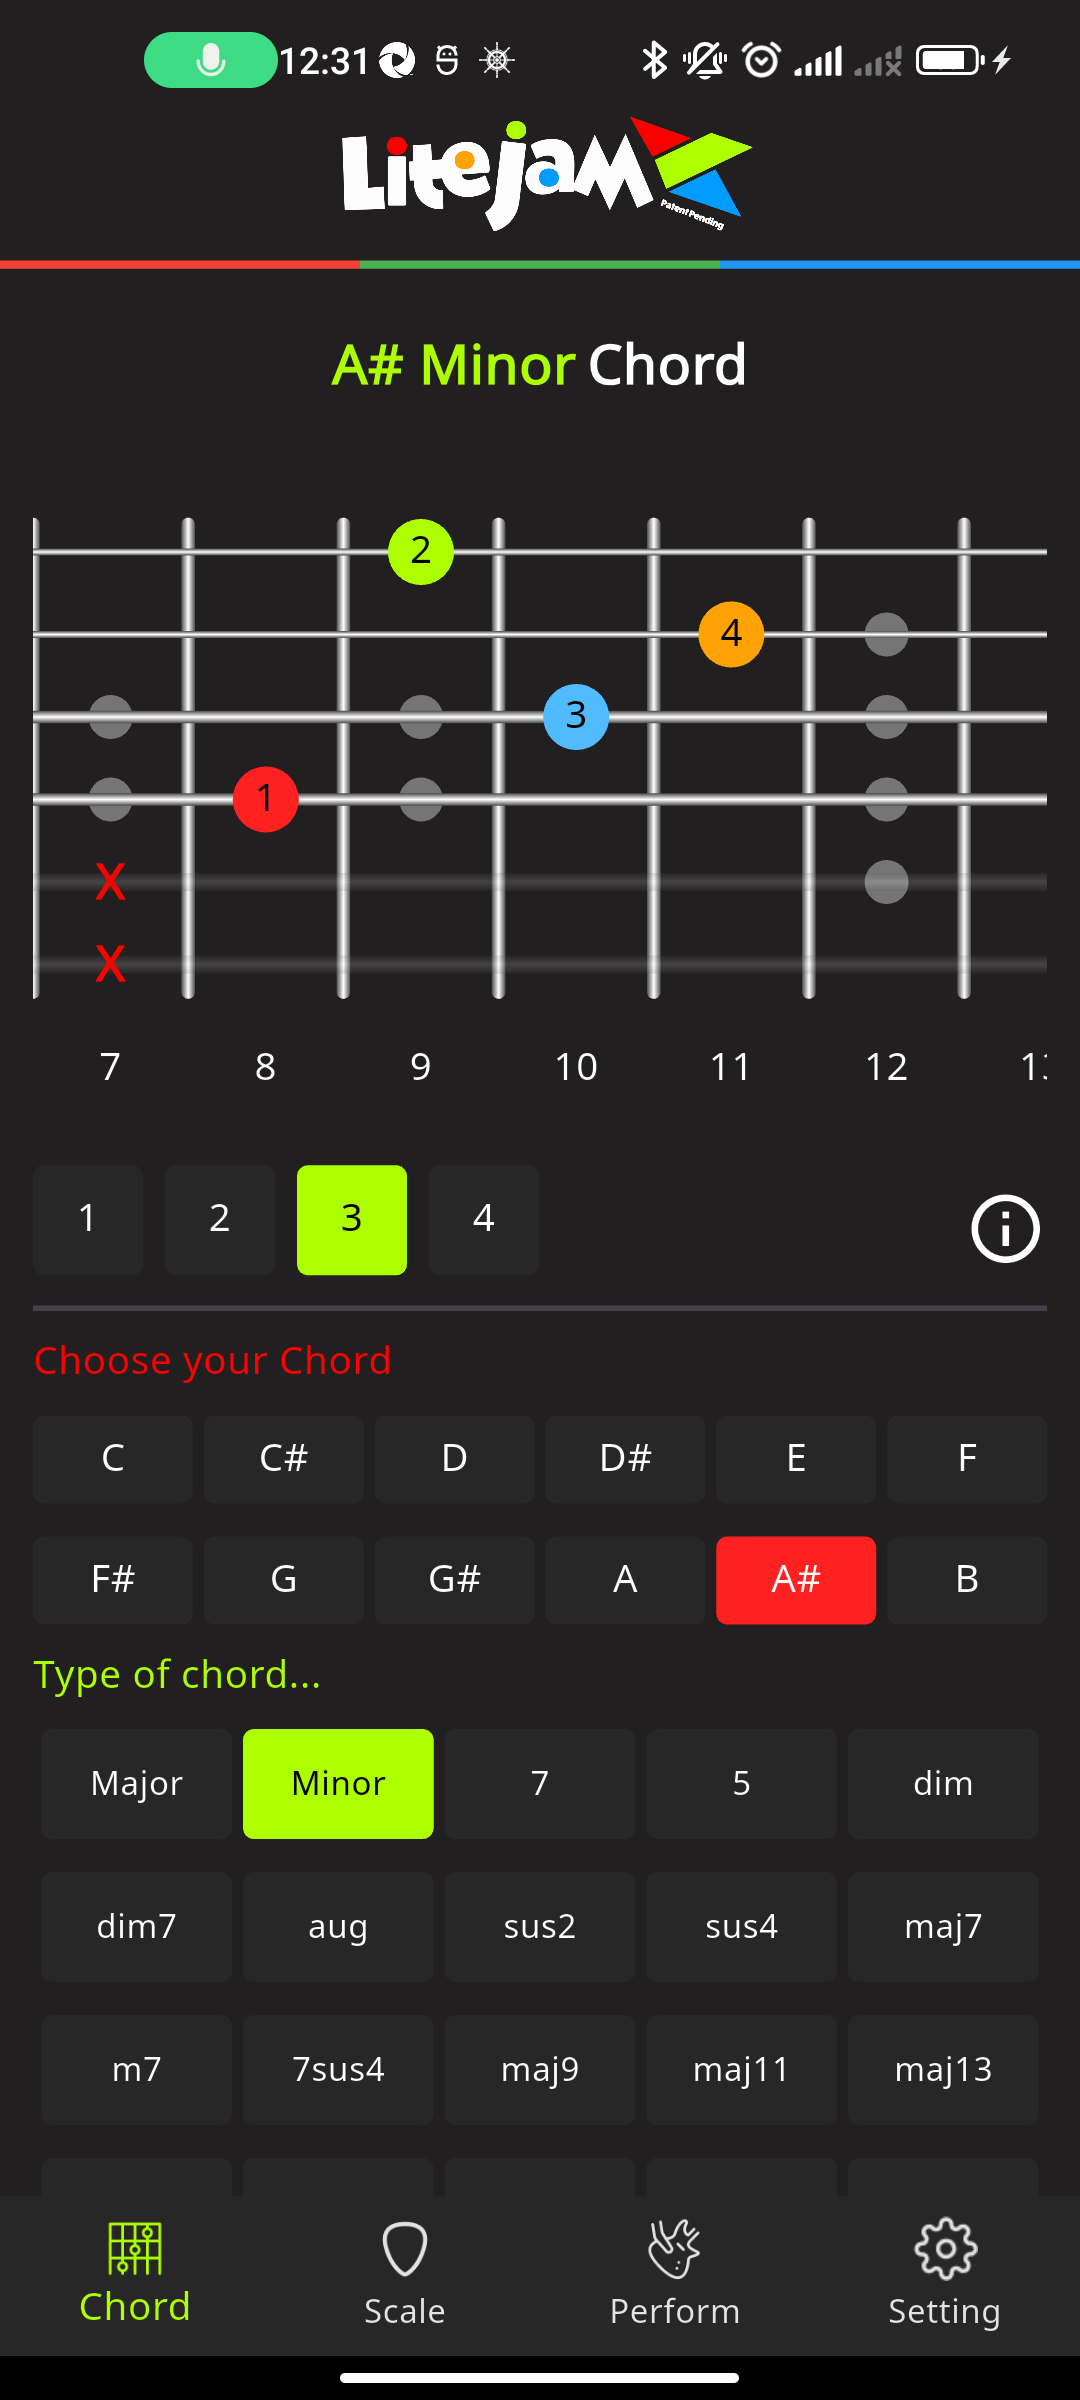 12:31
Litejam
Patent Pending
A# Minor Chord
2
4
3
1
X
X
7 8 9 10 11 12
1 2 3 4
Choose your Chord
C C# D D# E F
F# G G# A A# B
Type of chord...
Major Minor 7 5 dim
dim7 aug sus2 sus4 maj7
m7 7sus4 maj9 maj11 maj13
Chord Scale Perform Setting